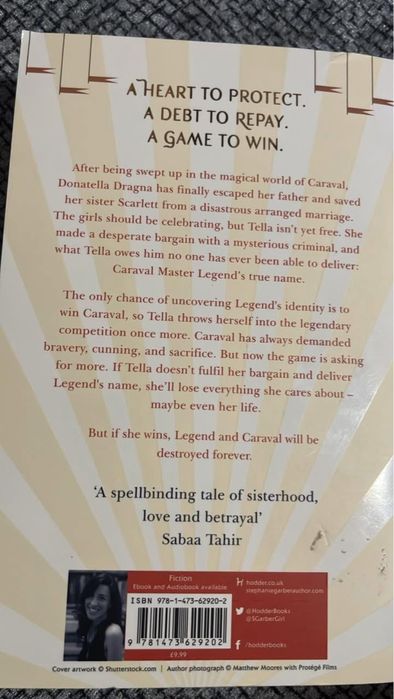 A HEART TO PROTECT.
A DEBT TO REPAY.
A GAME TO WIN.
After being swept up in the magical world of Caraval,
Donatella Dragna has finally escaped her father and saved
her sister Scarlett from a disastrous arranged marriage.
The girls should be celebrating, but Tella isn't yet free. She
made a desperate bargain with a mysterious criminal, and
what Tella owes him no one has ever been able to deliver:
Caraval Master Legend's true name.
The only chance of uncovering Legend's identity is to
win Caraval, so Tella throws herself into the legendary
competition once more. Caraval has always demanded
bravery, cunning, and sacrifice. But now the game is asking
for more. If Tella doesn't fulfil her bargain and deliver
Legend's name, she'll lose everything she cares about –
maybe even her life.
But if she wins, Legend and Caraval will be
destroyed forever.
'A spellbinding tale of sisterhood,
love and betrayal'
Sabaa Tahir
Fiction
Ebook and Audiobook available
ISBN 978-1-473-62920-2
9 781473 629202
£9.99
hodder.co.uk
stephaniegarberauthor.com
@HodderBooks
@SGarberGirl
/hodderbooks
Cover artwork © Shutterstock.com | Author photograph © Matthew Moores with Protégé Films